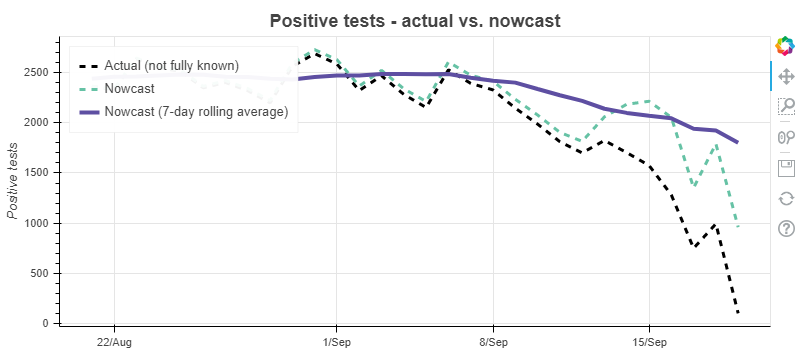 Positive tests - actual vs. nowcast
Actual (not fully known)
Nowcast
Nowcast (7-day rolling average)
Positive tests
2500
2000
1500
1000
500
0
22/Aug
1/Sep
8/Sep
15/Sep